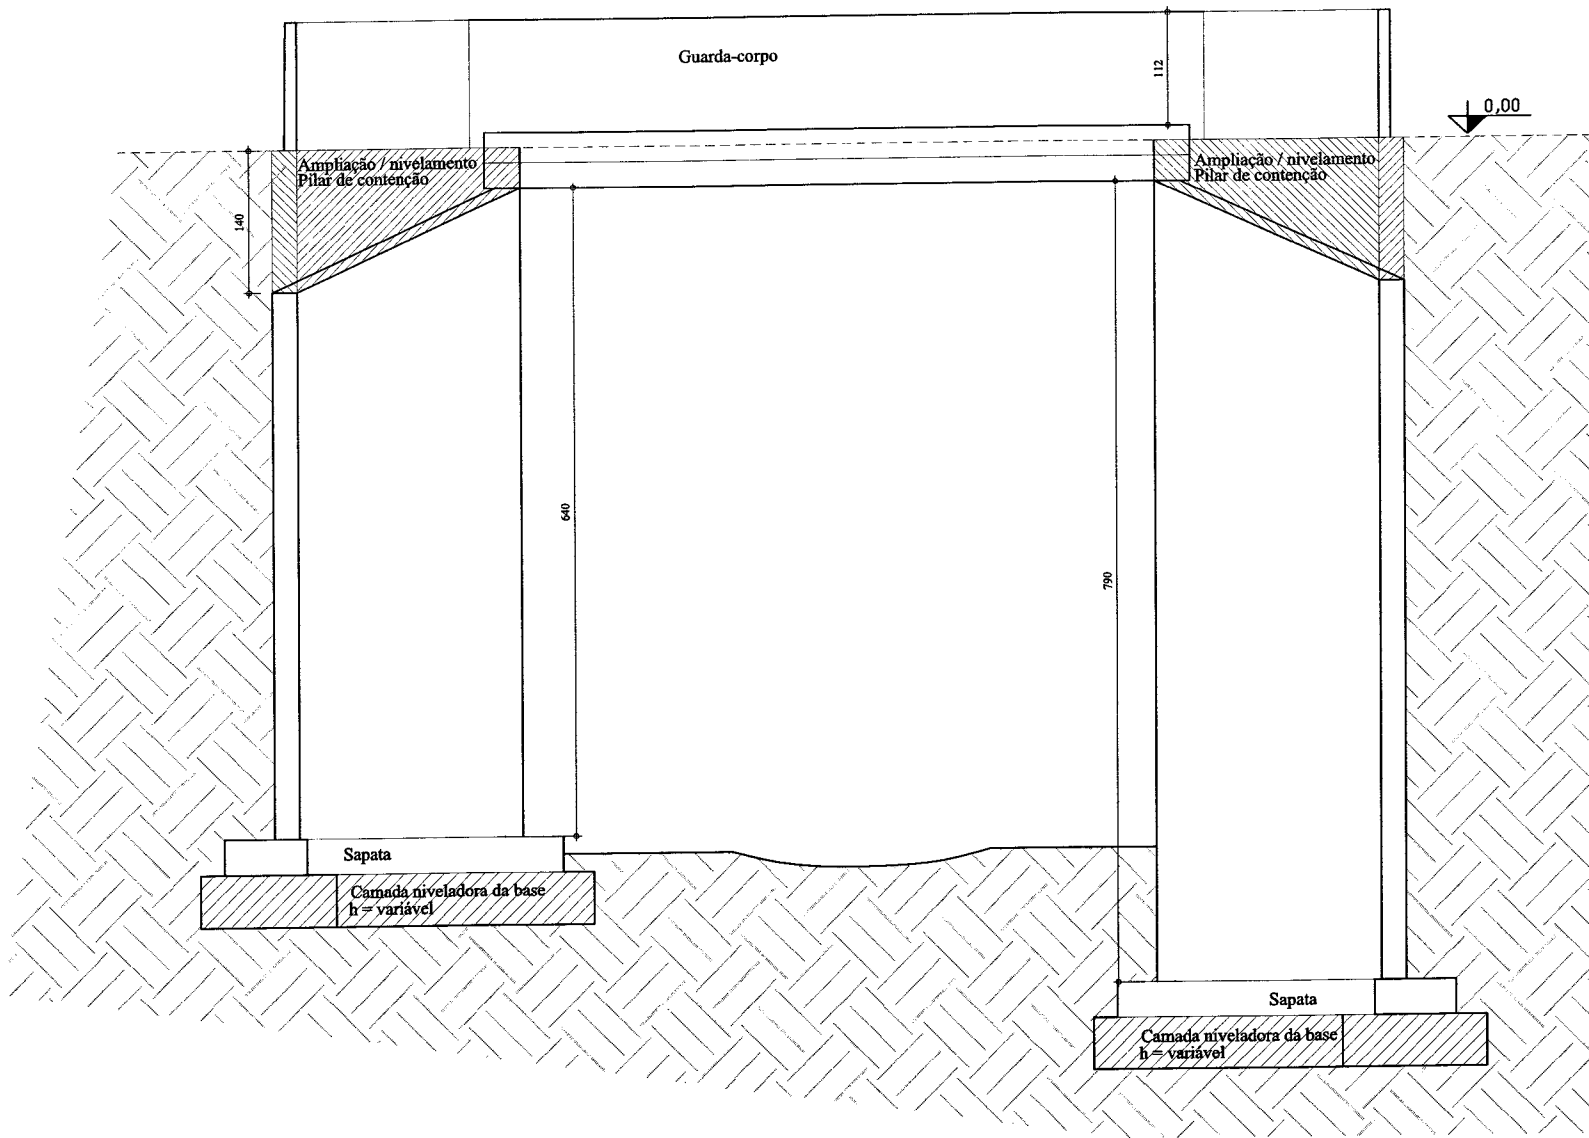 Guarda-corpo
112
0,00
Ampliação / nivelamento
Pilar de contenção
Ampliação / nivelamento
Pilar de contenção
140
640
790
Sapata
Camada niveladora da base
h = variável
Sapata
Camada niveladora da base
h = variável